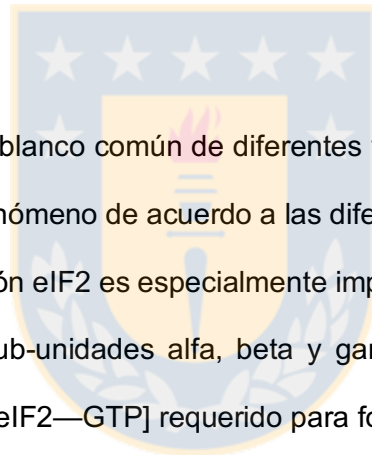 blanco común de diferentes
nómeno de acuerdo a las dife
ón eIF2 es especialmente imp
ub-unidades alfa, beta y gar
eIF2—GTP] requerido para fo